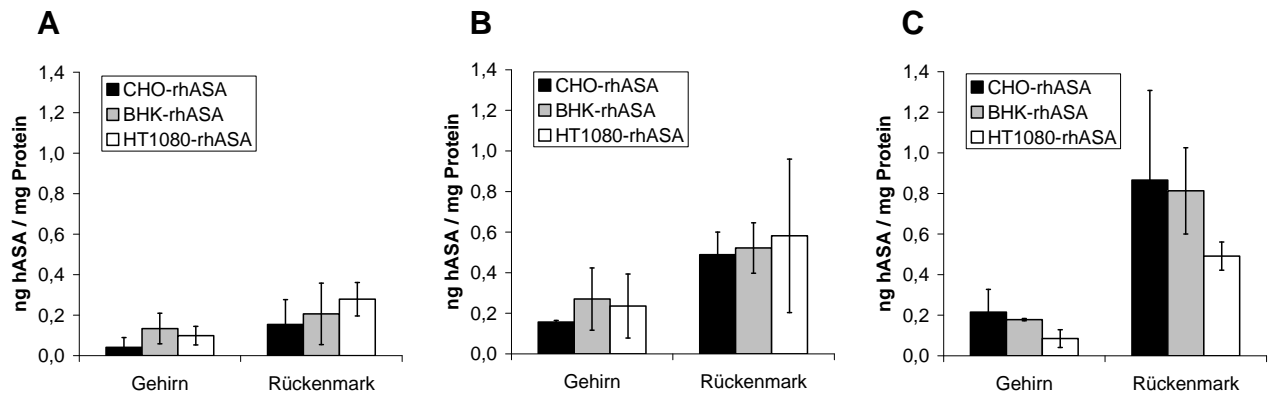 A
ng hASA / mg Protein
1,4
1,2
1,0
0,8
0,6
0,4
0,2
0,0
CHO-rhASA
BHK-rhASA
HT1080-rhASA
Gehirn
Rückenmark
B
ng hASA / mg Protein
1,4
1,2
1,0
0,8
0,6
0,4
0,2
0,0
CHO-rhASA
BHK-rhASA
HT1080-rhASA
Gehirn
Rückenmark
C
ng hASA / mg Protein
1,4
1,2
1,0
0,8
0,6
0,4
0,2
0,0
CHO-rhASA
BHK-rhASA
HT1080-rhASA
Gehirn
Rückenmark